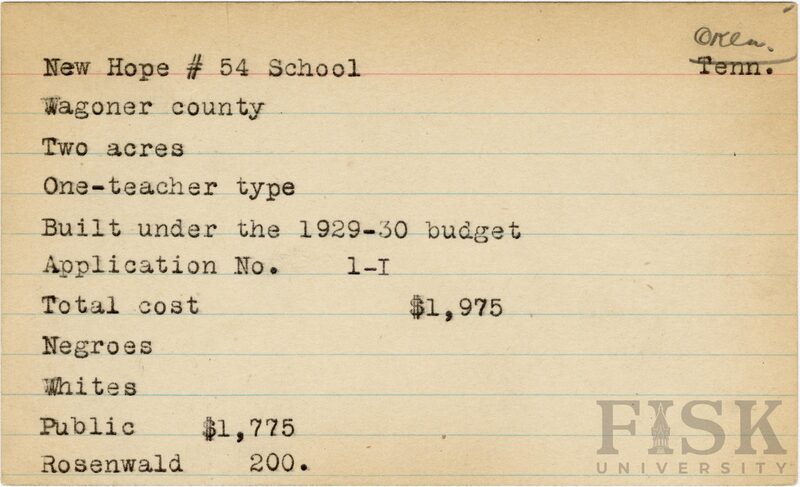 Okla.
New Hope # 54 School Tenn.
Wagoner county
Two acres
One-teacher type
Built under the 1929-30 budget
Application No. 1-I
Total cost $1,975
Negroes
Whites
Public $1,775
Rosenwald 200.
FISK
UNIVERSITY